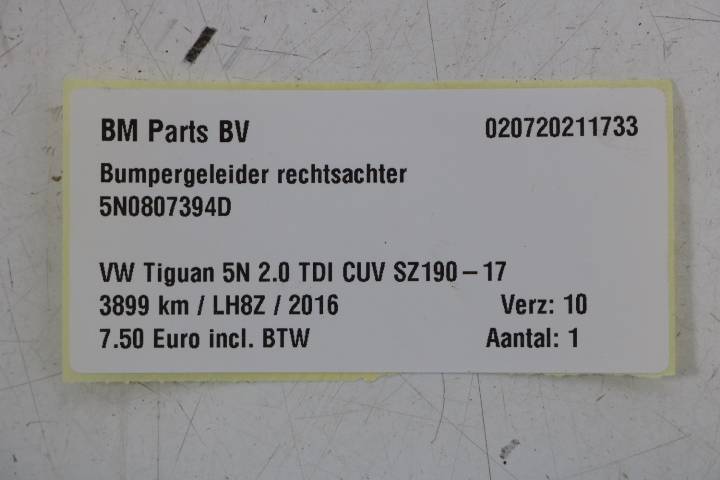 BM Parts BV 020720211733
Bumpergeleider rechtsachter
5N0807394D
VW Tiguan 5N 2.0 TDI CUV SZ190-17
3899 km / LH8Z / 2016 Verz: 10
7.50 Euro incl. BTW Aantal: 1